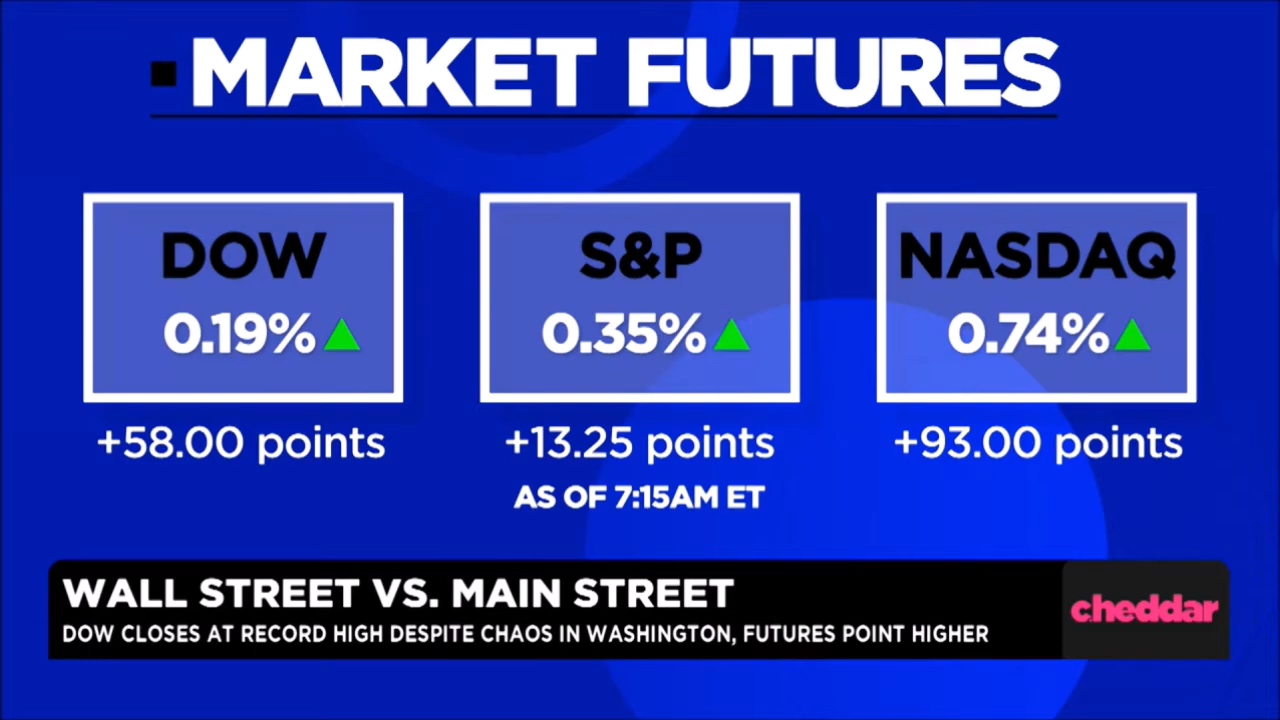 MARKET FUTURES
DOW
0.19%
+58.00 points
S&P
0.35%
+13.25 points
NASDAQ
0.74%
+93.00 points
AS OF 7:15AM ET
WALL STREET VS. MAIN STREET
DOW CLOSES AT RECORD HIGH DESPITE CHAOS IN WASHINGTON, FUTURES POINT HIGHER
cheddar